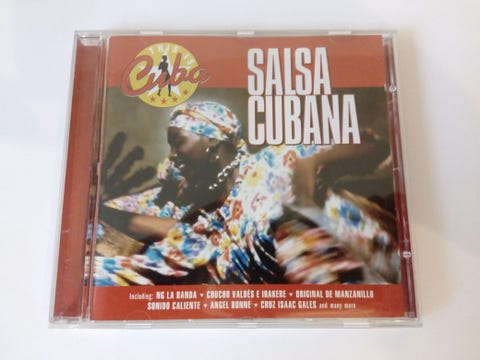 THIS IS
Cuba
SALSA
CUBANA
Including: NG LA BANDA • CHUCHO VALDÉS E IRAKERE • ORIGINAL DE MANZANILLO
SONIDO CALIENTE • ANGEL BONNE • CRUZ ISAAC GALES and many more